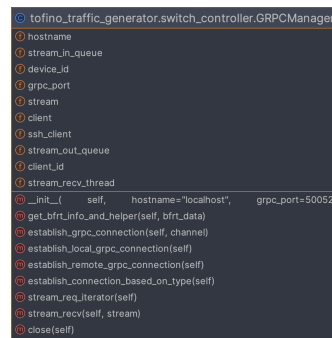 tofino_traffic_generator.switch_controller.GRPCManager
hostname
stream_in_queue
device_id
grpc_port
stream
client
ssh_client
stream_out_queue
client_id
stream_recv_thread
__init__( self, hostname="localhost", grpc_port=50052
get_bfrt_info_and_helper(self, bfrt_data)
establish_grpc_connection(self, channel)
establish_local_grpc_connection(self)
establish_remote_grpc_connection(self)
establish_connection_based_on_type(self)
stream_req_iterator(self)
stream_recv(self, stream)
close(self)